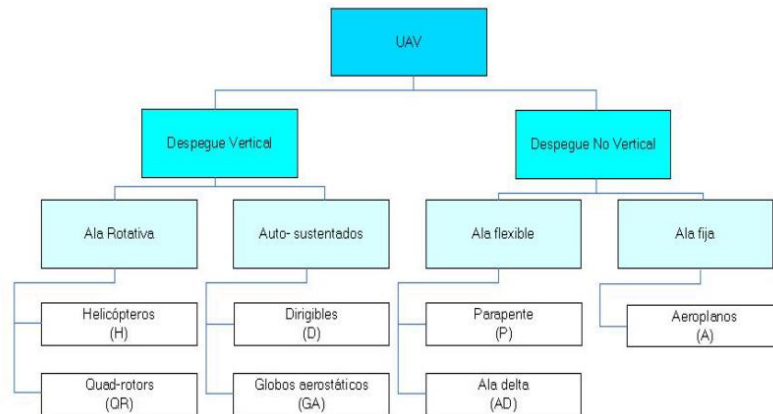 UAV
Despegue Vertical
Despegue No Vertical
Ala Rotativa
Auto- sustentados
Ala flexible
Ala fija
Helicópteros
(H)
Dirigibles
(D)
Parapente
(P)
Aeroplanos
(A)
Quad-rotors
(QR)
Globos aerostáticos
(GA)
Ala delta
(AD)